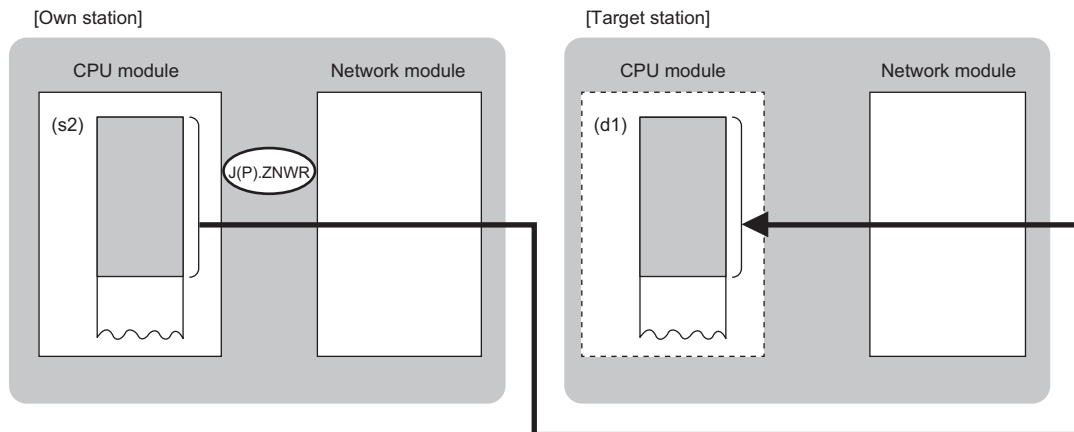 [Own station]
[Target station]
CPU module
Network module
CPU module
Network module
(s2)
J(P).ZNWR
(d1)